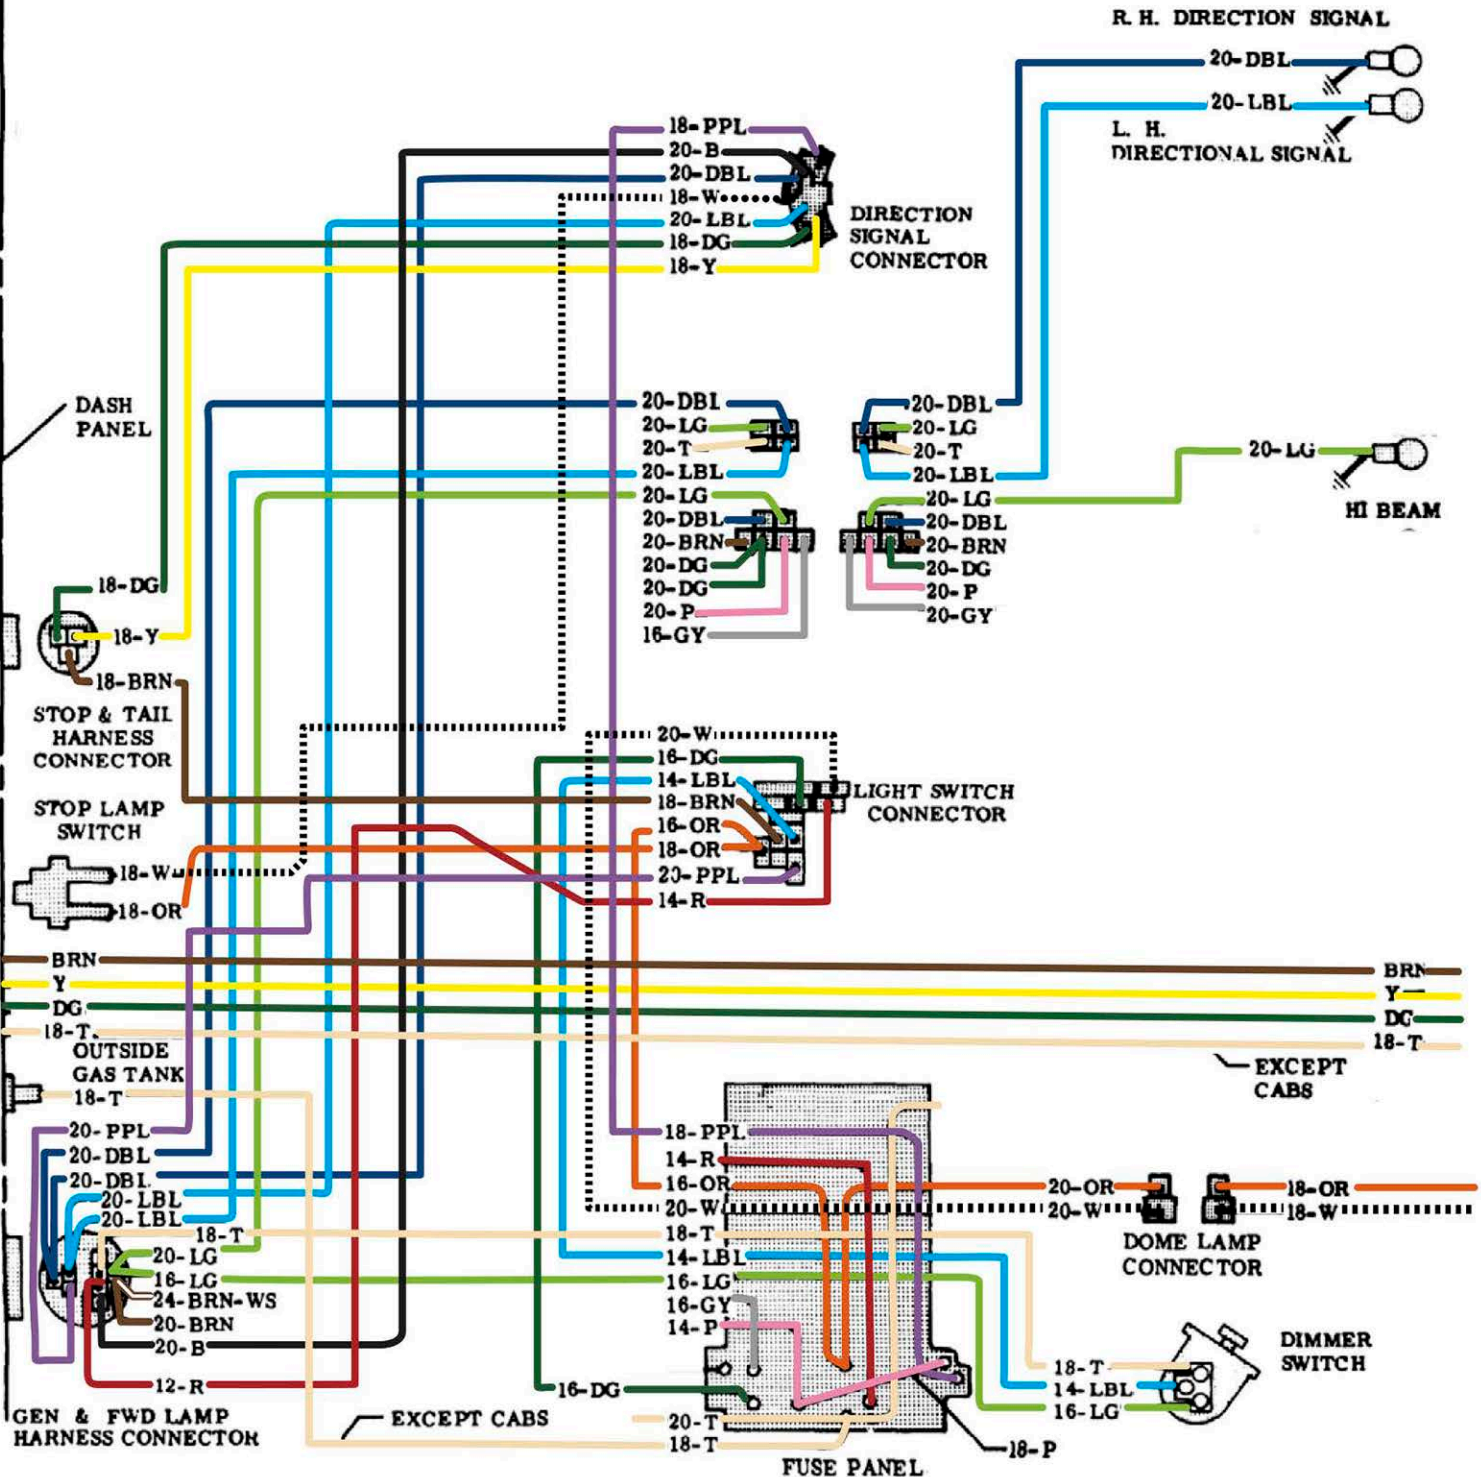 R. H. DIRECTION SIGNAL
20-DBL
20-LBL
L. H.
DIRECTIONAL SIGNAL
18-PPL
20-B
20-DBL
18-W
20-LBL
18-DG
18-Y
DIRECTION
SIGNAL
CONNECTOR
DASH
PANEL
20-DBL
20-LG
20-T
20-LBL
20-LG
20-DBL
20-BRN
20-DG
20-DG
20-P
16-GY
20-DBL
20-LG
20-T
20-LBL
20-LG
20-DBL
20-BRN
20-DG
20-P
20-GY
20-LG
HI BEAM
18-DG
18-Y
18-BRN
STOP & TAIL
HARNESS
CONNECTOR
STOP LAMP
SWITCH
18-W
18-OR
20-W
16-DG
14-LBL
18-BRN
16-OR
18-OR
20-PPL
14-R
LIGHT SWITCH
CONNECTOR
BRN
Y
DG
18-T
BRN
Y
DG
18-T
EXCEPT
CABS
OUTSIDE
GAS TANK
18-T
20-PPL
20-DBL
20-DBL
20-LBL
20-LBL
18-T
20-LG
16-LG
24-BRN-WS
20-BRN
20-B
12-R
GEN & FWD LAMP
HARNESS CONNECTOR
EXCEPT CABS
18-PPL
14-R
16-OR
20-W
18-T
14-LBL
16-LG
16-GY
14-P
16-DG
20-T
18-T
FUSE PANEL
18-P
20-OR
20-W
18-OR
18-W
DOME LAMP
CONNECTOR
18-T
14-LBL
16-LG
DIMMER
SWITCH